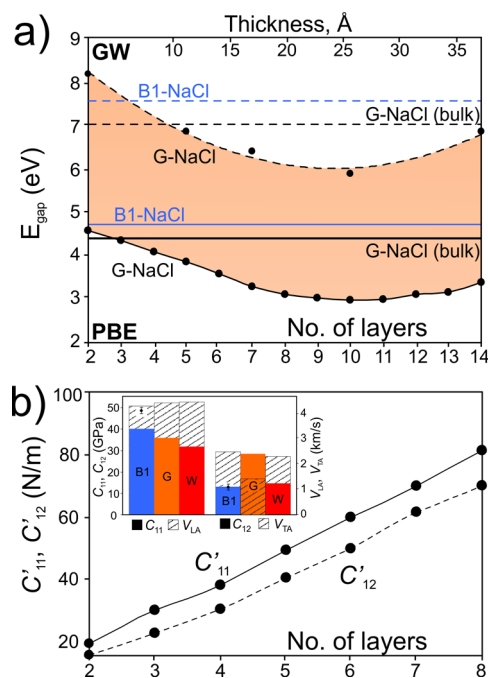 a)
Thickness, Å
10 15 20 25 30 35
GW
9
8
7
6
5
4
3
2
E_gap (eV)
B1-NaCl
G-NaCl (bulk)
G-NaCl
B1-NaCl
G-NaCl (bulk)
G-NaCl
PBE
No. of layers
2 3 4 5 6 7 8 9 10 11 12 13 14
b)
100
80
60
40
20
C'11, C'12 (N/m)
50
40
30
20
10
0
C11, C12 (GPa)
4
3
2
1
0
VLA, VTA (km/s)
B1 G W B1 G W
C11 VLA C12 VTA
C'11
C'12
No. of layers
2 3 4 5 6 7 8